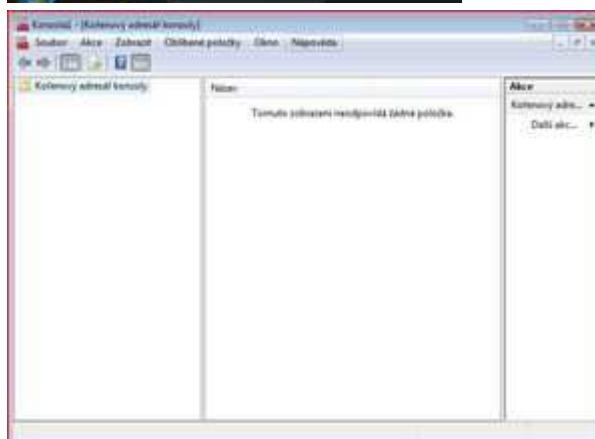 [Kořenový adresář konzoly]
Soubor Akce Zobrazit Oblíbené položky Okno Nápověda
Kořenový adresář konzoly
Název
Tomuto zobrazení neodpovídá žádná položka.
Akce
Kořenový adre...
Další akc...